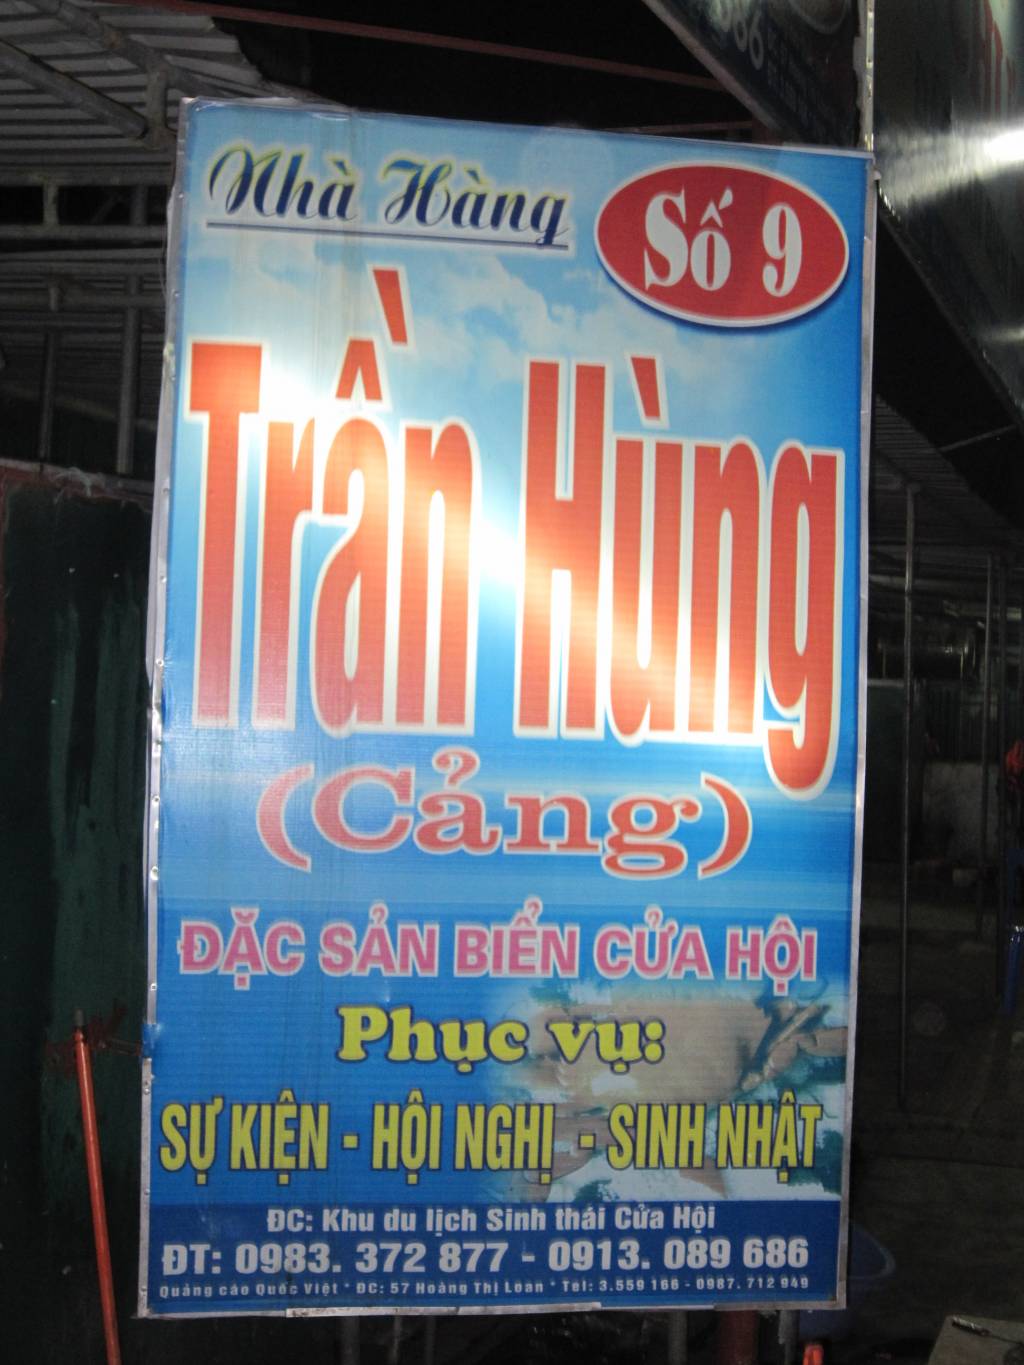 Nhà Hàng
Số 9
Trần Hùng
(Cảng)
ĐẶC SẢN BIỂN CỬA HỘI
Phục vụ:
SỰ KIỆN - HỘI NGHỊ - SINH NHẬT
ĐC: Khu du lịch Sinh thái Cửa Hội
ĐT: 0983. 372 877 - 0913. 089 686
Quảng cáo Quốc Việt * ĐC: 57 Hoàng Thị Loan * Tel: 3.559 166 - 0987. 712 949